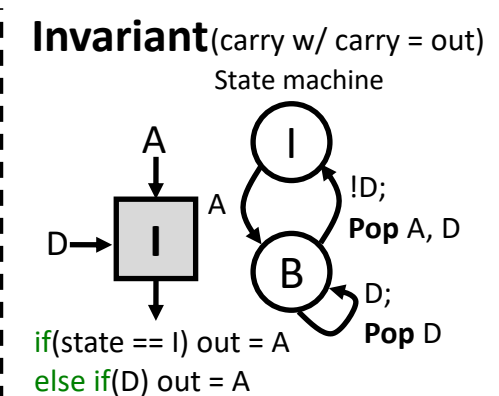 Invariant(carry w/ carry = out)
State machine
A
D
I
I
A
!D;
Pop A, D
B
D;
Pop D
if(state == I) out = A
else if(D) out = A